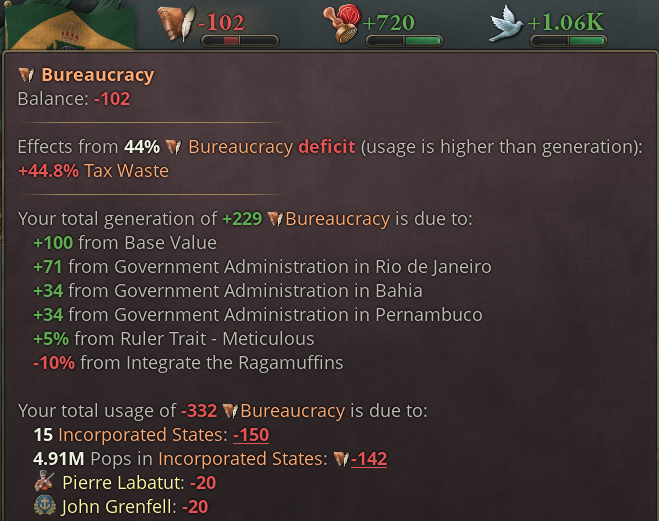 -102
+720
+1.06K
Bureaucracy
Balance: -102
Effects from 44% Bureaucracy deficit (usage is higher than generation):
+44.8% Tax Waste
Your total generation of +229 Bureaucracy is due to:
+100 from Base Value
+71 from Government Administration in Rio de Janeiro
+34 from Government Administration in Bahia
+34 from Government Administration in Pernambuco
+5% from Ruler Trait - Meticulous
-10% from Integrate the Ragamuffins
Your total usage of -332 Bureaucracy is due to:
15 Incorporated States: -150
4.91M Pops in Incorporated States: -142
Pierre Labatut: -20
John Grenfell: -20